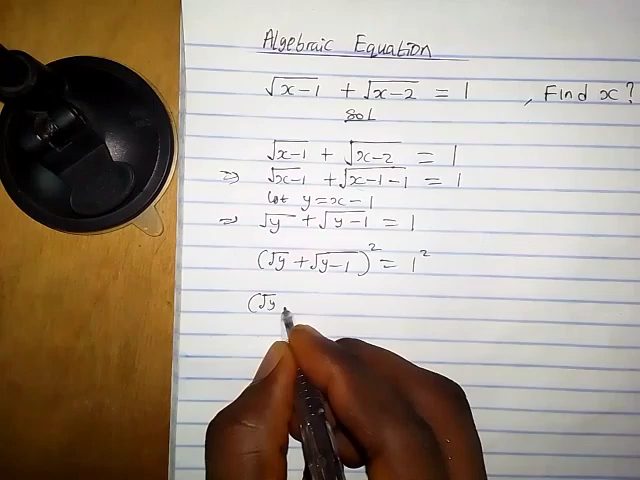 Algebraic Equation
√x-1 + √x-2 = 1 , Find x?
Sol
√x-1 + √x-2 = 1
⇒ √x-1 + √x-1-1 = 1
Let y = x - 1
⇒ √y + √y-1 = 1
(√y + √y-1)² = 1²
(√y